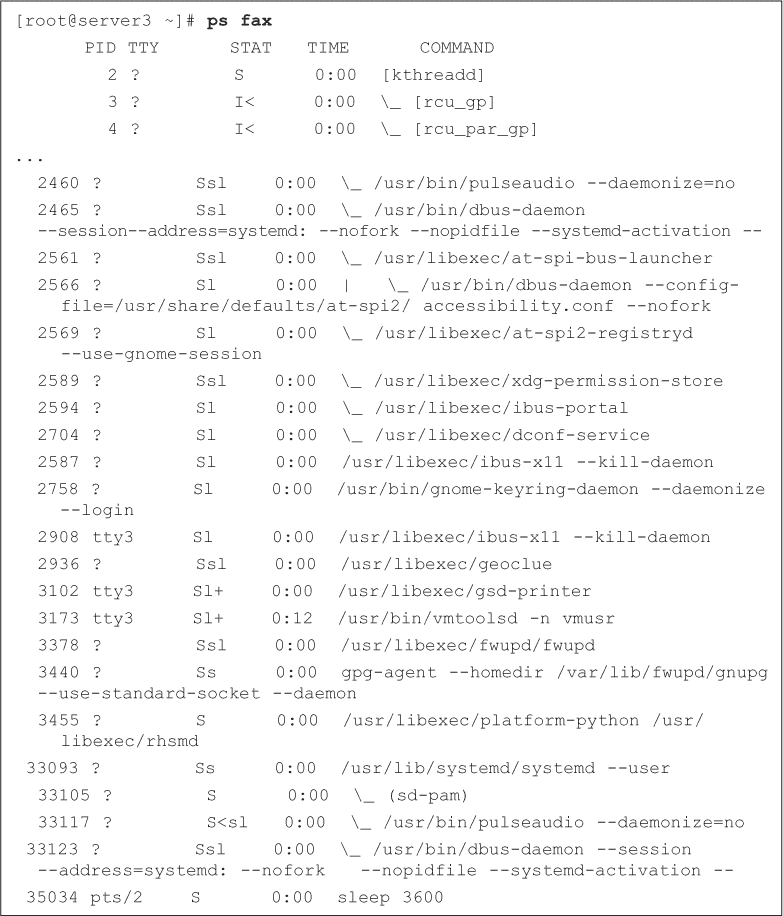 [root@server3 ~]# ps fax
PID TTY STAT TIME COMMAND
2 ? S 0:00 [kthreadd]
3 ? I< 0:00 \_ [rcu_gp]
4 ? I< 0:00 \_ [rcu_par_gp]
...
2460 ? Ssl 0:00 \_ /usr/bin/pulseaudio --daemonize=no
2465 ? Ssl 0:00 \_ /usr/bin/dbus-daemon
--session--address=systemd: --nofork --nopidfile --systemd-activation --
2561 ? Ssl 0:00 \_ /usr/libexec/at-spi-bus-launcher
2566 ? Sl 0:00 | \_ /usr/bin/dbus-daemon --config-
file=/usr/share/defaults/at-spi2/ accessibility.conf --nofork
2569 ? Sl 0:00 \_ /usr/libexec/at-spi2-registryd
--use-gnome-session
2589 ? Ssl 0:00 \_ /usr/libexec/xdg-permission-store
2594 ? Sl 0:00 \_ /usr/libexec/ibus-portal
2704 ? Sl 0:00 \_ /usr/libexec/dconf-service
2587 ? Sl 0:00 /usr/libexec/ibus-x11 --kill-daemon
2758 ? Sl 0:00 /usr/bin/gnome-keyring-daemon --daemonize
--login
2908 tty3 Sl 0:00 /usr/libexec/ibus-x11 --kill-daemon
2936 ? Ssl 0:00 /usr/libexec/geoclue
3102 tty3 Sl+ 0:00 /usr/libexec/gsd-printer
3173 tty3 Sl+ 0:12 /usr/bin/vmtoolsd -n vmusr
3378 ? Ssl 0:00 /usr/libexec/fwupd/fwupd
3440 ? Ss 0:00 gpg-agent --homedir /var/lib/fwupd/gnupg
--use-standard-socket --daemon
3455 ? S 0:00 /usr/libexec/platform-python /usr/
libexec/rhsmd
33093 ? Ss 0:00 /usr/lib/systemd/systemd --user
33105 ? S 0:00 \_ (sd-pam)
33117 ? S<sl 0:00 \_ /usr/bin/pulseaudio --daemonize=no
33123 ? Ssl 0:00 \_ /usr/bin/dbus-daemon --session
--address=systemd: --nofork --nopidfile --systemd-activation --
35034 pts/2 S 0:00 sleep 3600